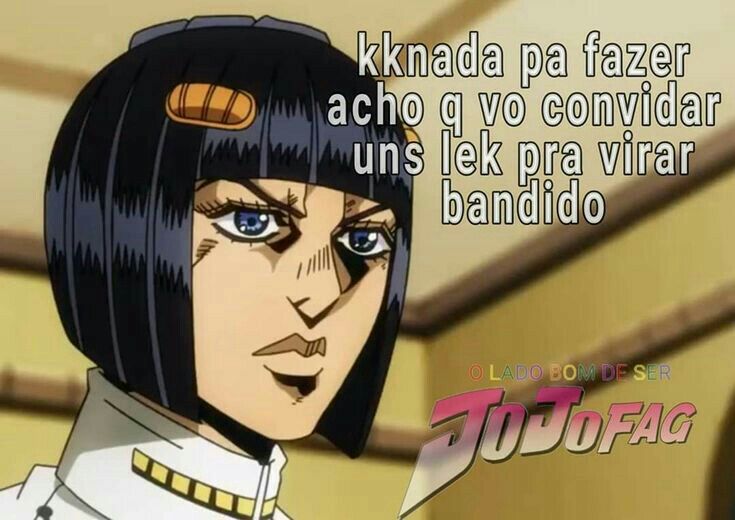 kknada pa fazer
acho q vo convidar
uns lek pra virar
bandido
O LADO BOM DE SER
JOJOFAG